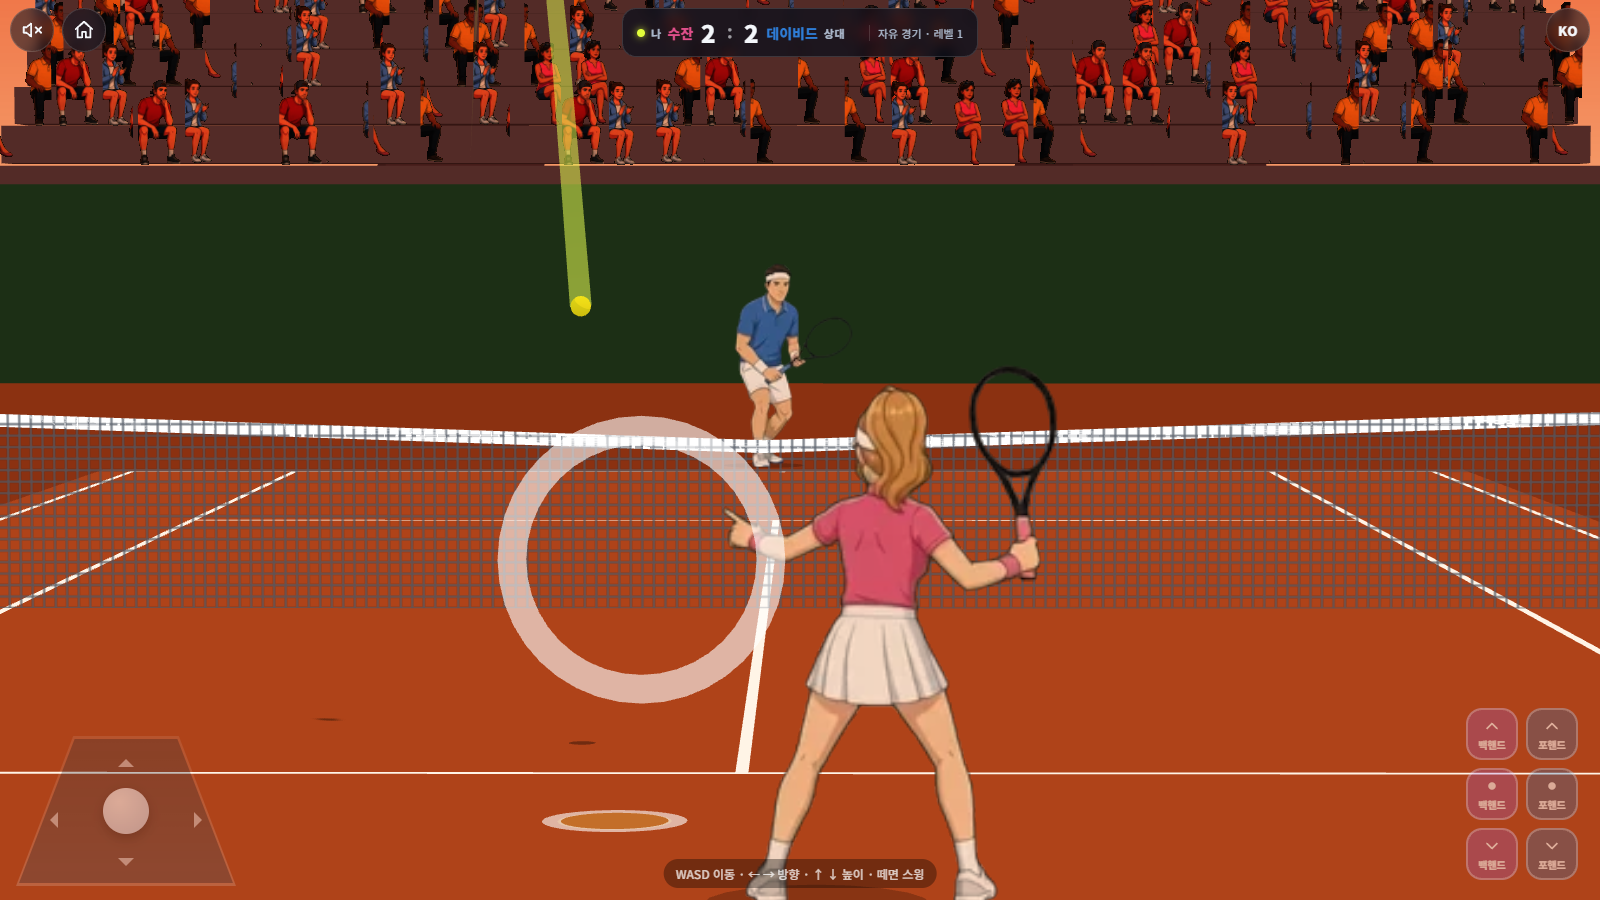 나 수잔 2 : 2 데이비드 상대 자유 경기 · 레벨 1
KO
백핸드 포핸드
백핸드 포핸드
백핸드 포핸드
WASD 이동 · ←→ 방향 · ↑ ↓ 높이 · 떼면 스윙